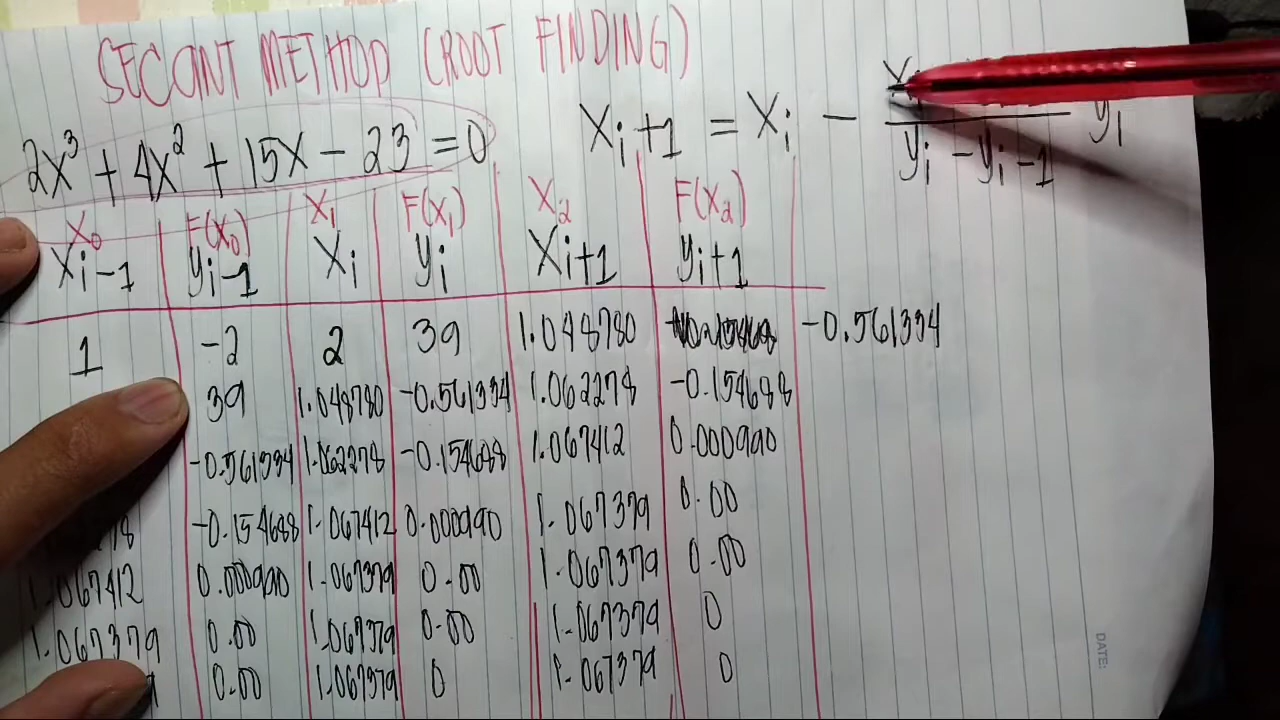 SECANT METHOD (ROOT FINDING)
2x³ + 4x² + 15x - 23 = 0
Xi+1 = Xi - X
yi - yi-1 yi
X₀ F(X₀) X₁ F(X₁) X₂ F(X₂)
Xi-1 yi-1 Xi yi Xi+1 yi+1
1 -2 2 39 1.048780 -0.561334
39 1.048780 -0.561334 1.062278 -0.154688
-0.561334 1.062278 -0.154688 1.067412 0.000990
-0.154688 1.067412 0.000990 1.067379 0.00
1.067412 0.000990 1.067379 0.00 1.067379 0.00
1.067379 0.00 1.067379 0.00 1.067379 0
0.00 1.067379 0 1.067379 0
DATE: